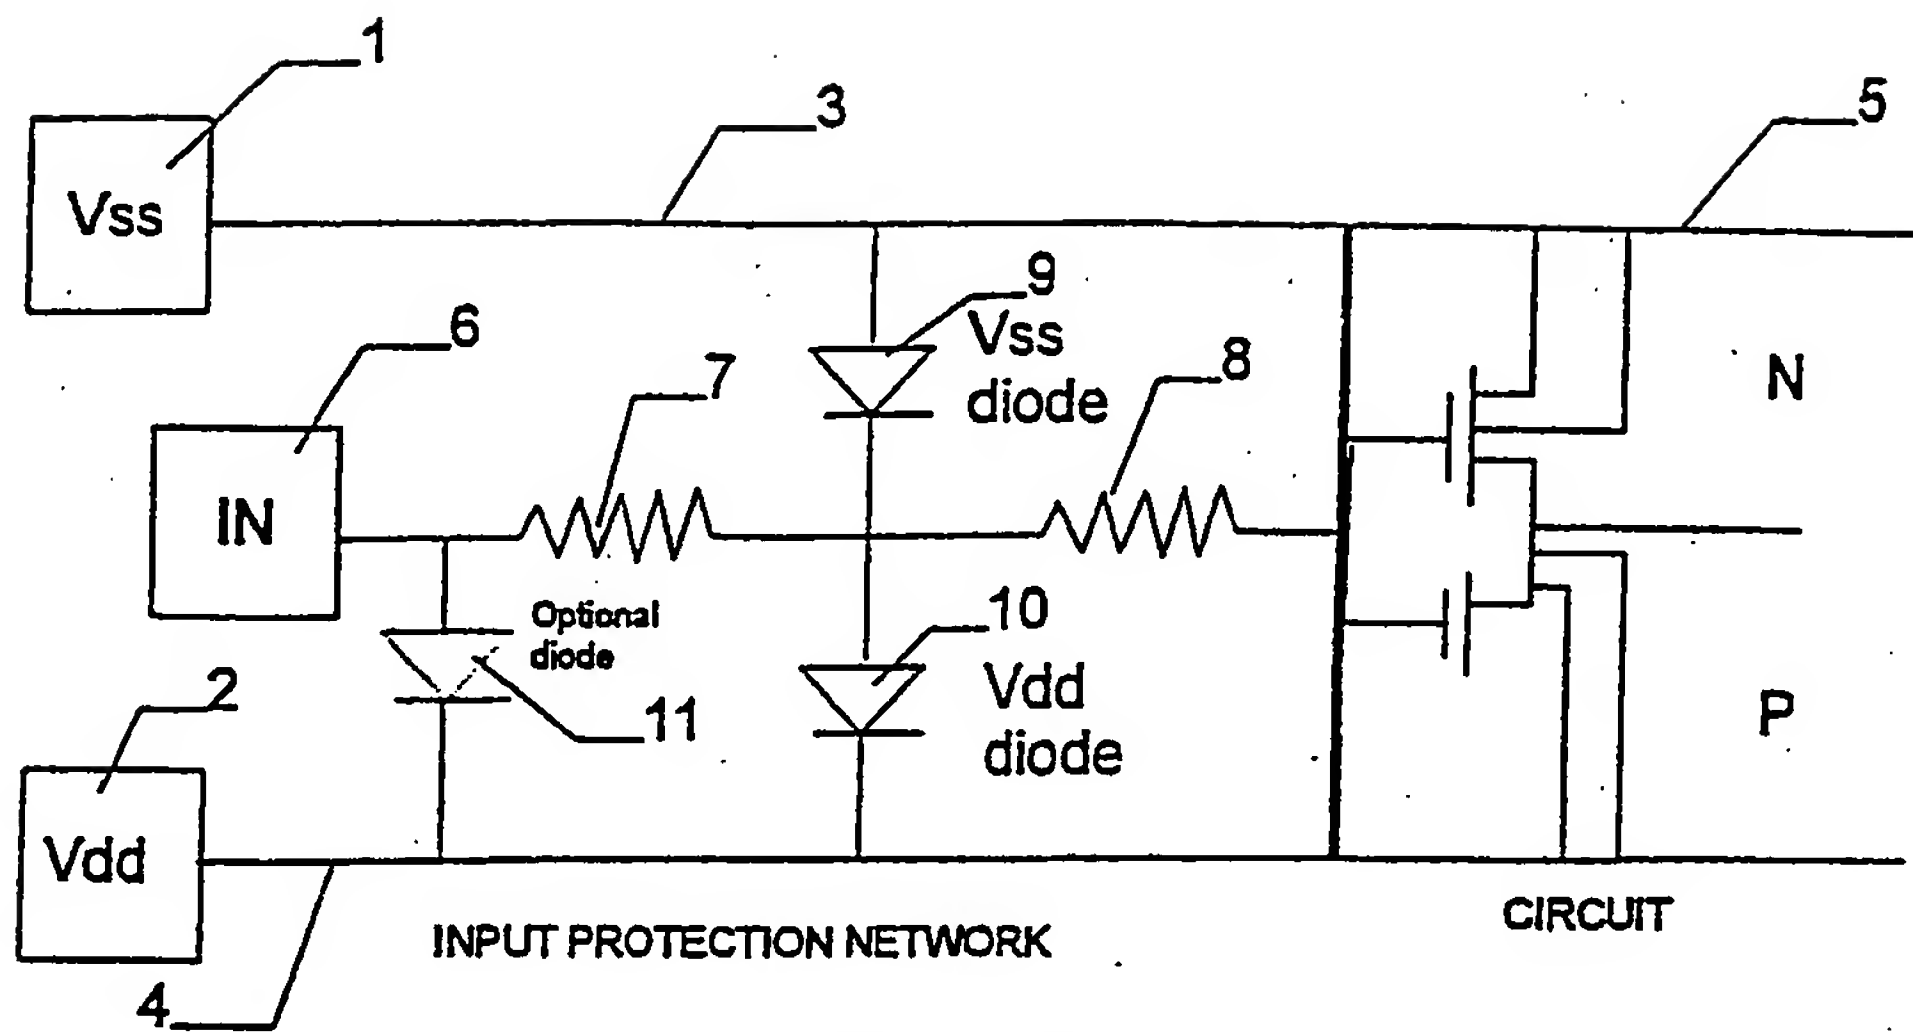 1
3
5
Vss
9
Vss
diode
6
7
8
N
IN
Optional
diode
10
Vdd
diode
11
2
P
Vdd
CIRCUIT
INPUT PROTECTION NETWORK
4